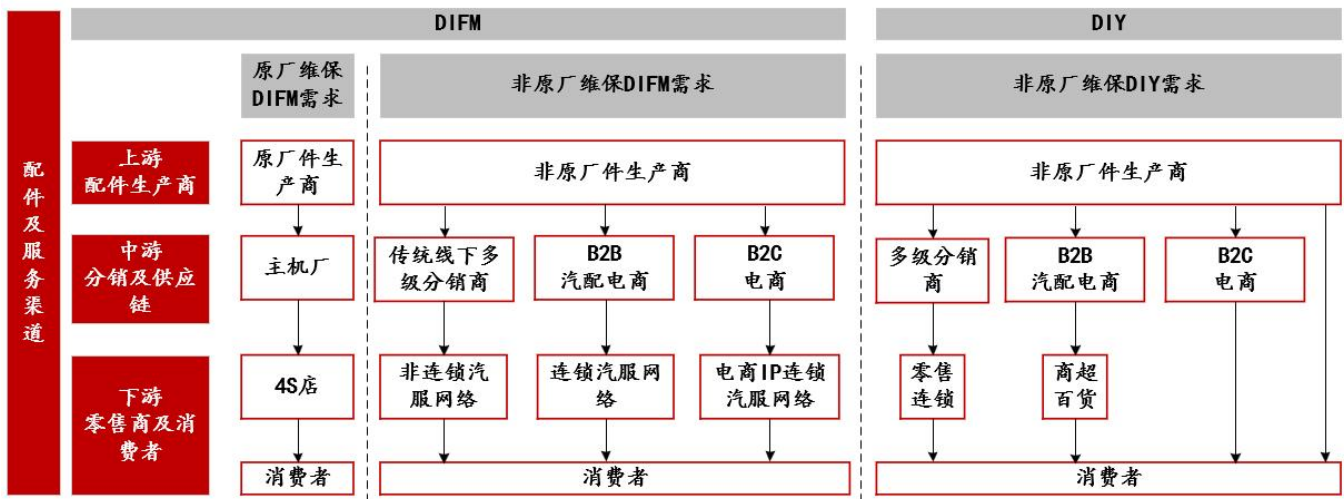 DIFM
DIY
原厂维保
DIFM需求
非原厂维保DIFM需求
非原厂维保DIY需求
配件及服务渠道
上游
配件生产商
原厂件生
产商
非原厂件生产商
非原厂件生产商
中游
分销及供应
链
主机厂
传统线下多
级分销商
B2B
汽配电商
B2C
电商
多级分销
商
B2B
汽配电商
B2C
电商
下游
零售商及消
费者
4S店
非连锁汽
服网络
连锁汽服网
络
电商IP连锁
汽服网络
零售
连锁
商超
百货
消费者
消费者
消费者